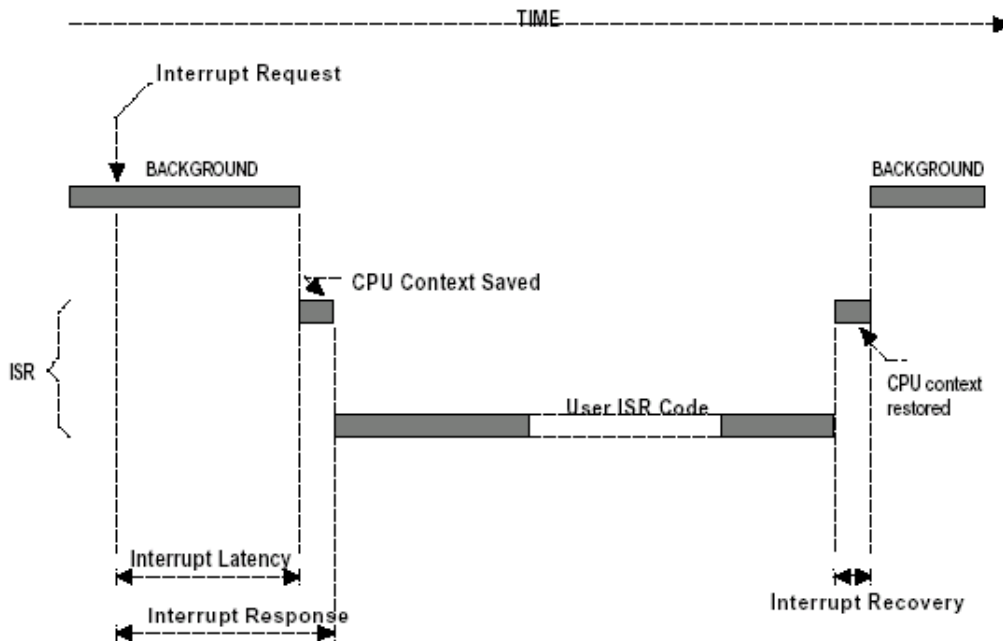 TIME
Interrupt Request
BACKGROUND
BACKGROUND
CPU Context Saved
ISR
CPU context
restored
User ISR Code
Interrupt Latency
Interrupt Recovery
Interrupt Response